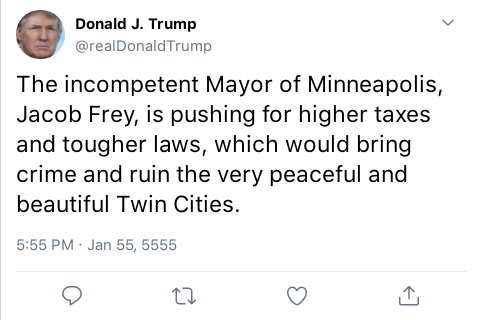 Donald J. Trump
@realDonaldTrump
The incompetent Mayor of Minneapolis,
Jacob Frey, is pushing for higher taxes
and tougher laws, which would bring
crime and ruin the very peaceful and
beautiful Twin Cities.
5:55 PM · Jan 55, 5555